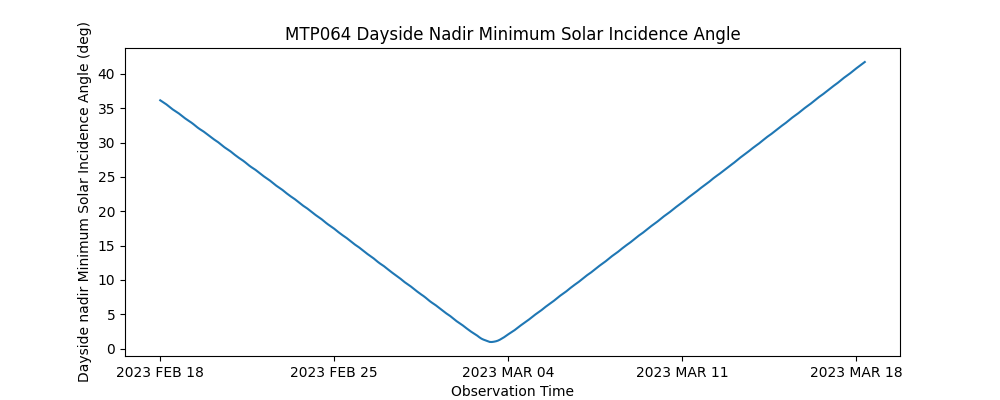 MTP064 Dayside Nadir Minimum Solar Incidence Angle
Dayside nadir Minimum Solar Incidence Angle (deg)
40
35
30
25
20
15
10
5
0
2023 FEB 18
2023 FEB 25
2023 MAR 04
2023 MAR 11
2023 MAR 18
Observation Time